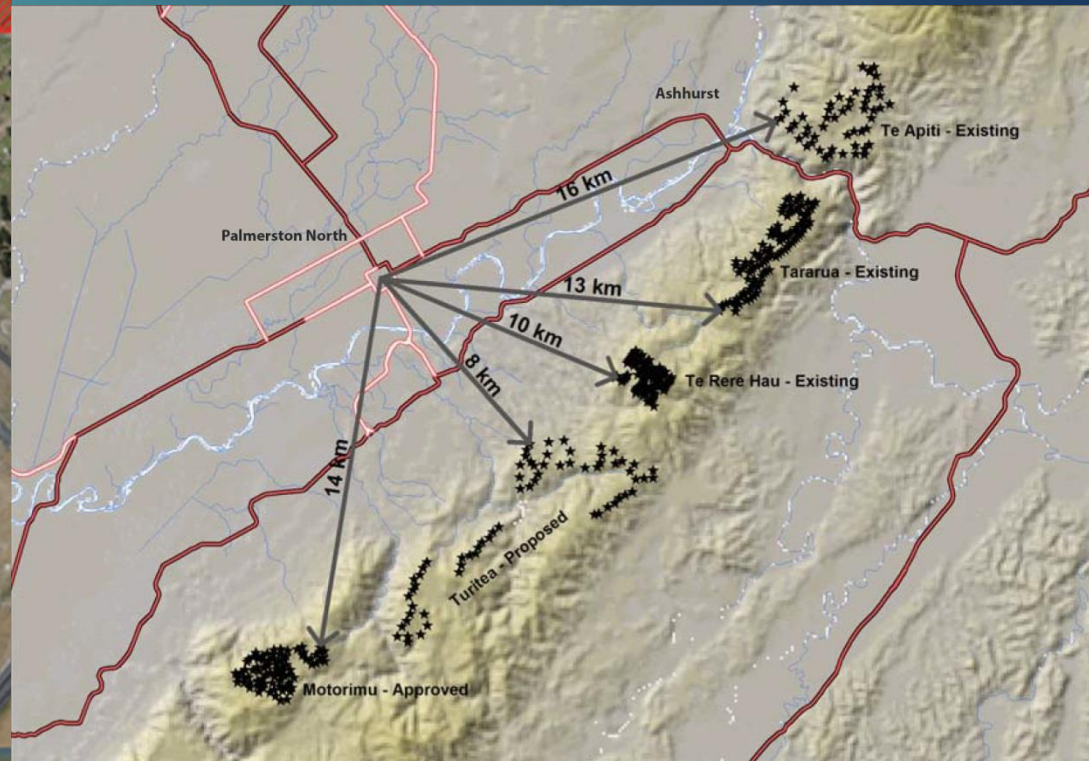 Ashhurst
Te Apiti - Existing
16 km
Palmerston North
Tararua - Existing
13 km
10 km
Te Rere Hau - Existing
8 km
14 km
Turitea - Proposed
Motorimu - Approved